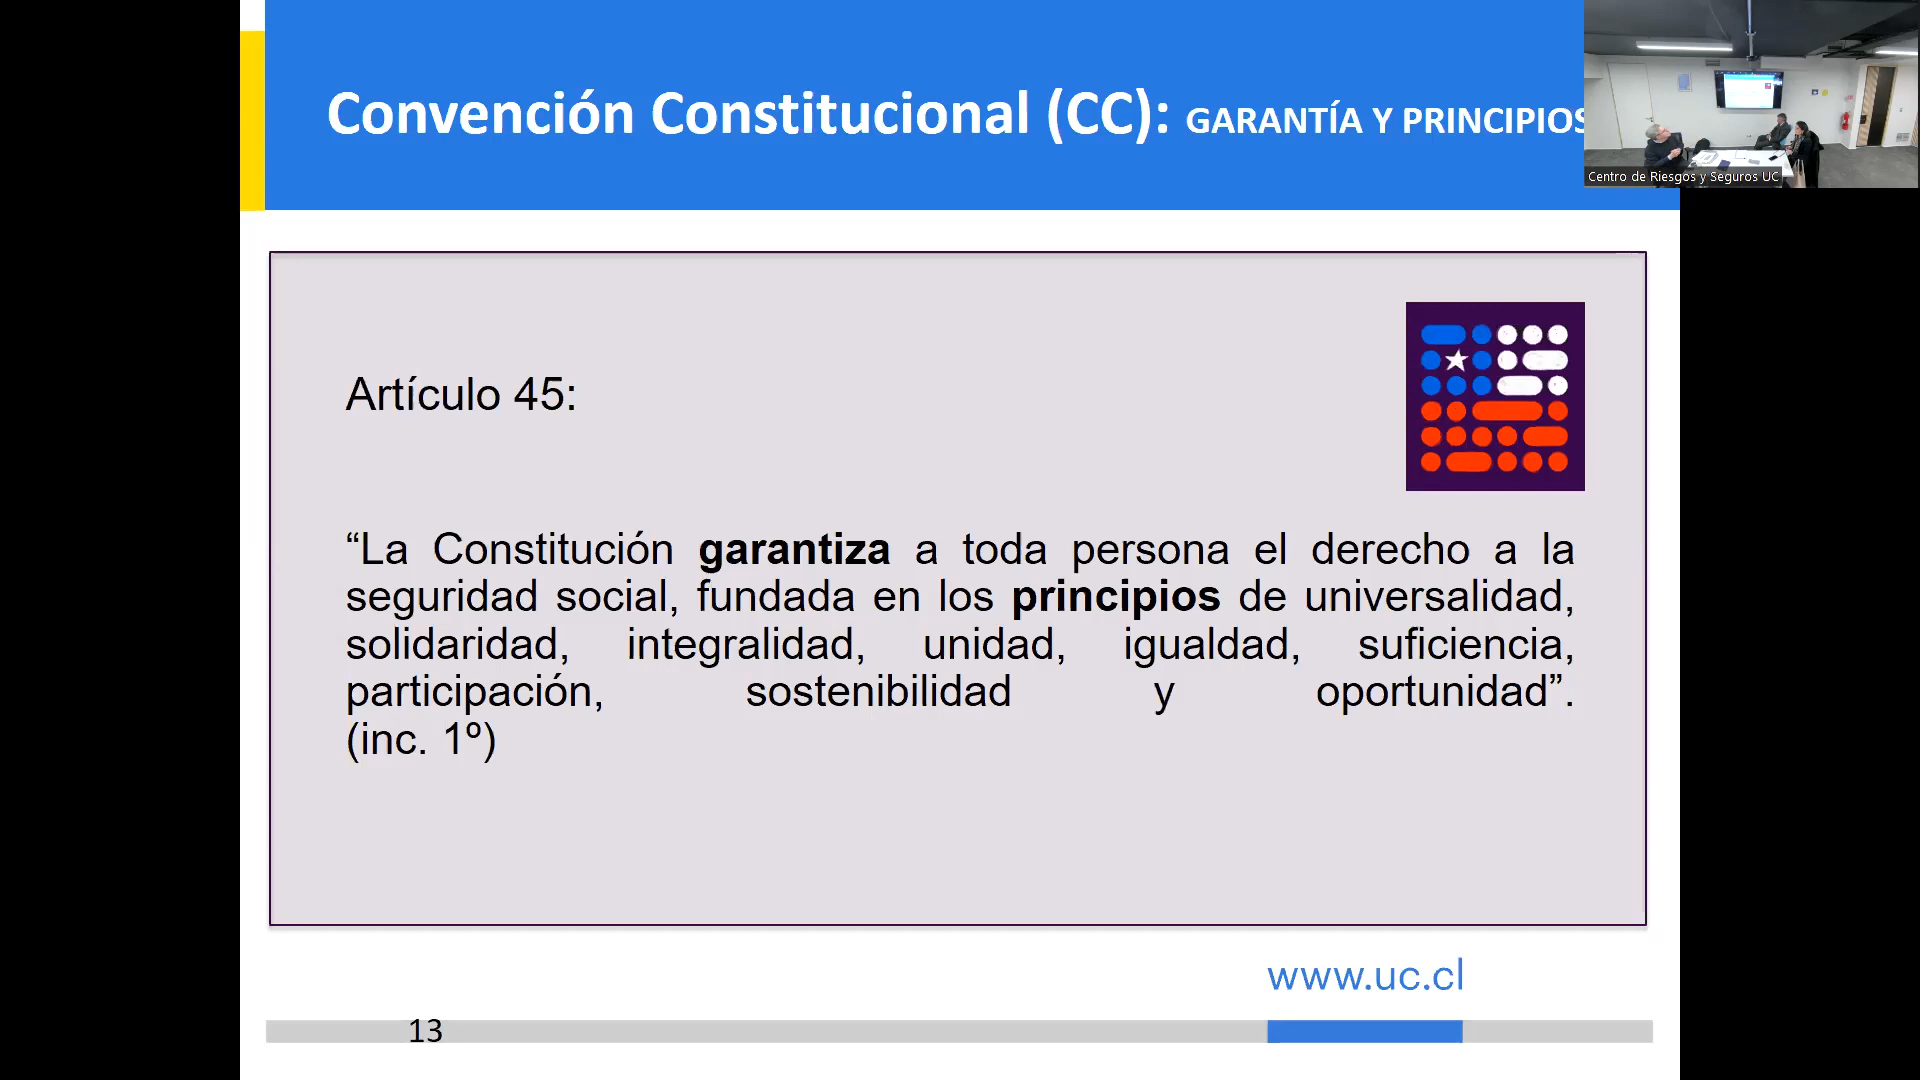 Convención Constitucional (CC): GARANTÍA Y PRINCIPIOS
Centro de Riesgos y Seguros UC
Artículo 45:
“La Constitución garantiza a toda persona el derecho a la
seguridad social, fundada en los principios de universalidad,
solidaridad, integralidad, unidad, igualdad, suficiencia,
participación, sostenibilidad y oportunidad”.
(inc. 1º)
www.uc.cl
13